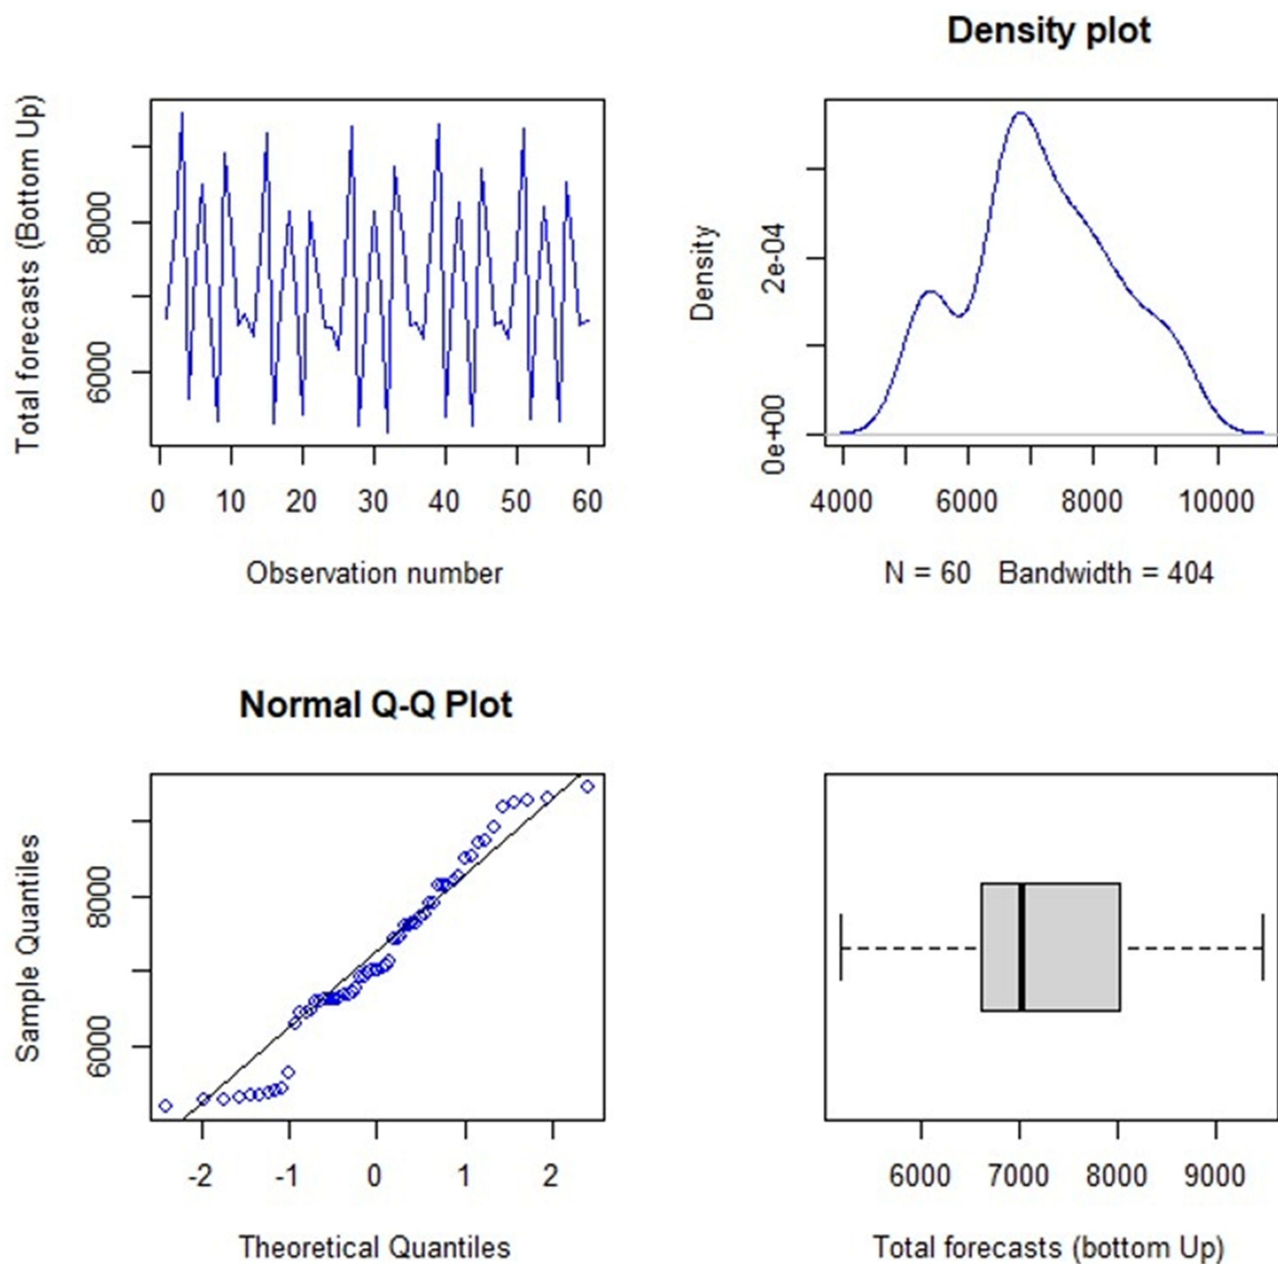 Total forecasts (Bottom Up)
8000
6000
0 10 20 30 40 50 60
Observation number
Density plot
Density
2e-04
0e+00
4000 6000 8000 10000
N = 60 Bandwidth = 404
Normal Q-Q Plot
Sample Quantiles
8000
6000
-2 -1 0 1 2
Theoretical Quantiles
6000 7000 8000 9000
Total forecasts (bottom Up)